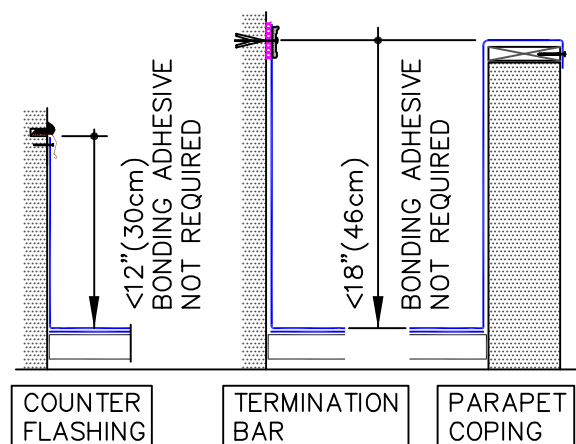 <12"(30cm)
BONDING ADHESIVE
NOT REQUIRED
<18"(46cm)
BONDING ADHESIVE
NOT REQUIRED
COUNTER
FLASHING
TERMINATION
BAR
PARAPET
COPING